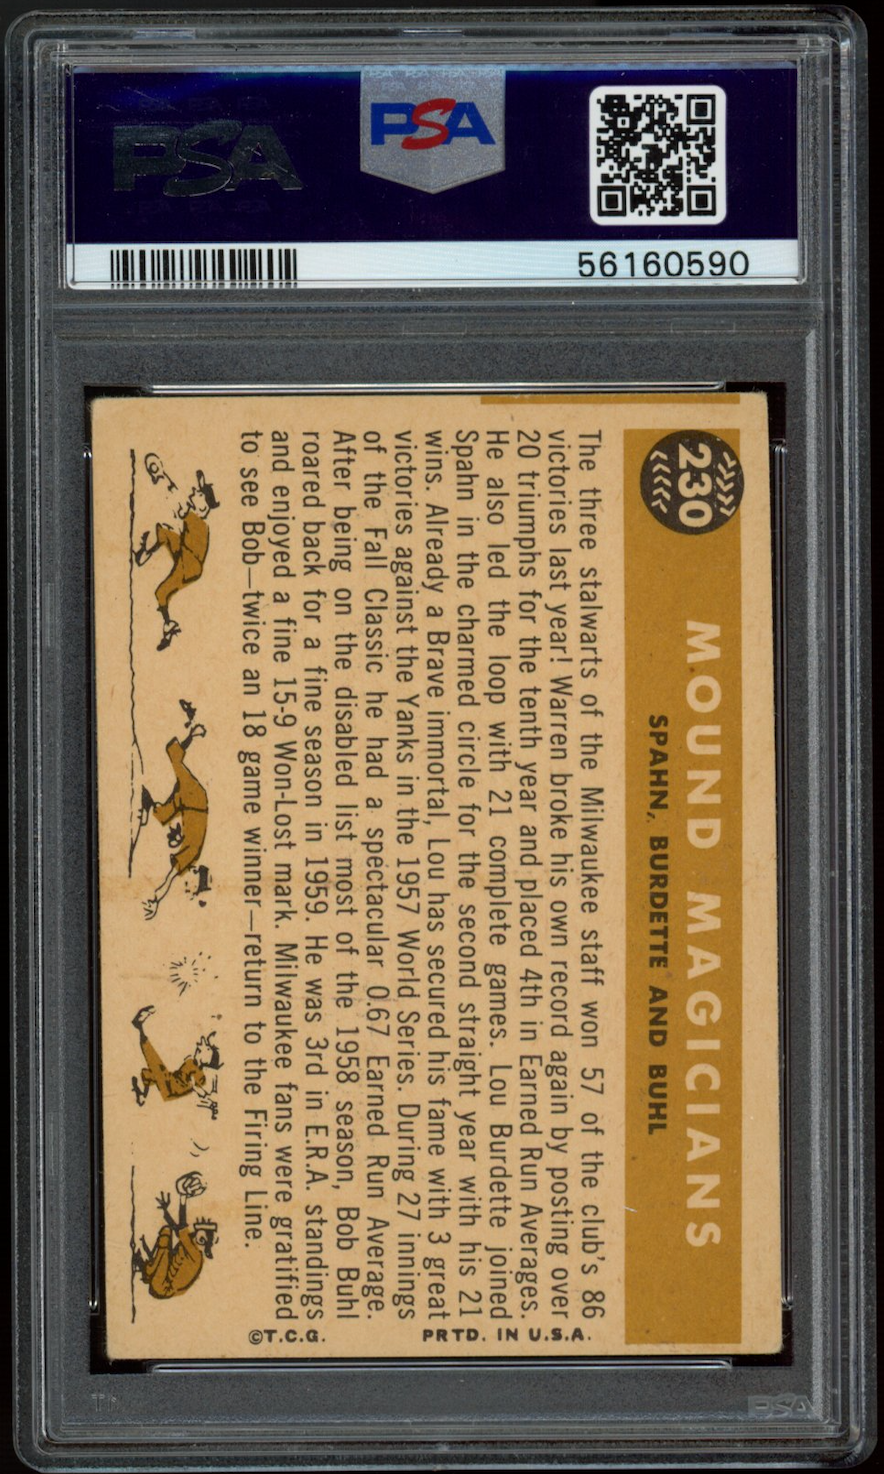 PSA
PSA
56160590
230
MOUND MAGICIANS
SPAHN, BURDETTE AND BUHL
The three stalwarts of the Milwaukee staff won 57 of the club's 86
victories last year! Warren broke his own record again by posting over
20 triumphs for the tenth year and placed 4th in Earned Run Averages.
He also led the loop with 21 complete games. Lou Burdette joined
Spahn in the charmed circle for the second straight year with his 21
wins. Already a Brave immortal, Lou has secured his fame with 3 great
victories against the Yanks in the 1957 World Series. During 27 innings
of the Fall Classic he had a spectacular 0.67 Earned Run Average.
After being on the disabled list most of the 1958 season, Bob Buhl
roared back for a fine season in 1959. He was 3rd in E.R.A. standings
and enjoyed a fine 15-9 Won-Lost mark. Milwaukee fans were gratified
to see Bob—twice an 18 game winner—return to the Firing Line.
©T.C.G.
PRTD. IN U.S.A.
PSA